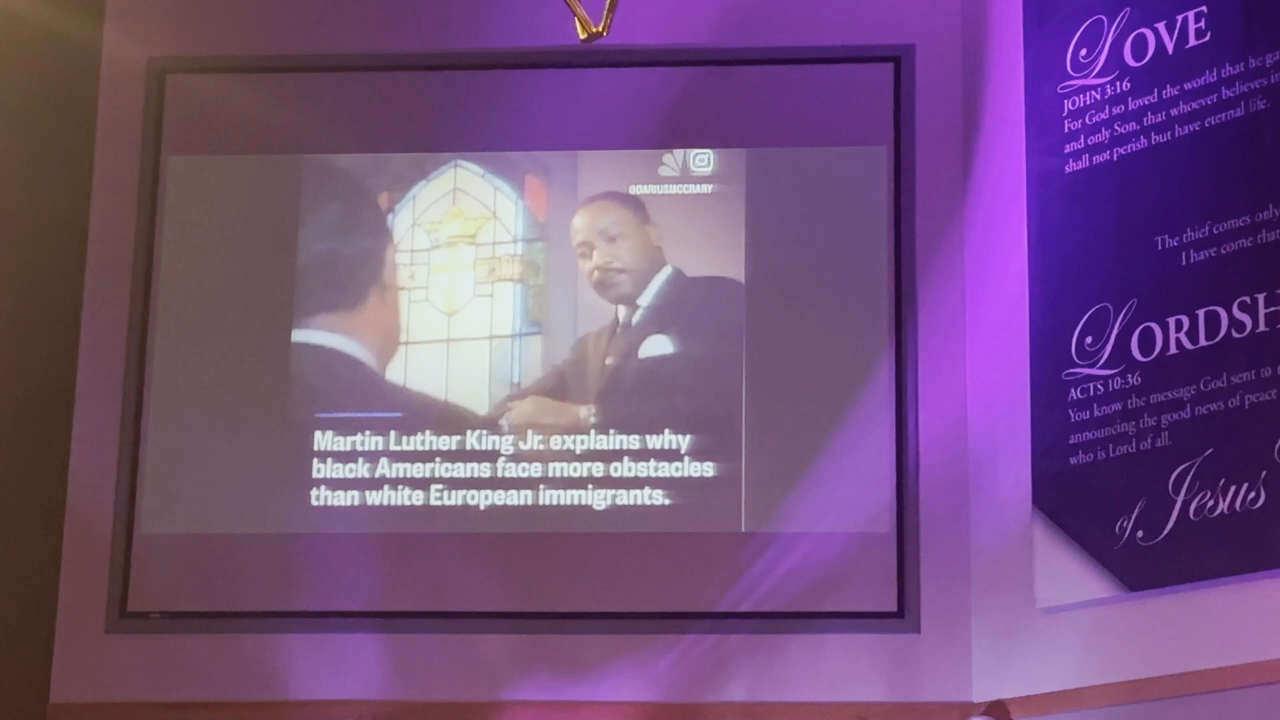 @DARIUSMCCRARY
Martin Luther King Jr. explains why
black Americans face more obstacles
than white European immigrants.
LOVE
JOHN 3:16
For God so loved the world that he
and only Son, that whoever believes
shall not perish but have eternal life.
The thief comes only
I have come that
LORDSH
ACTS 10:36
You know the message God sent to
announcing the good news of peace
who is Lord of all.
of Jesus